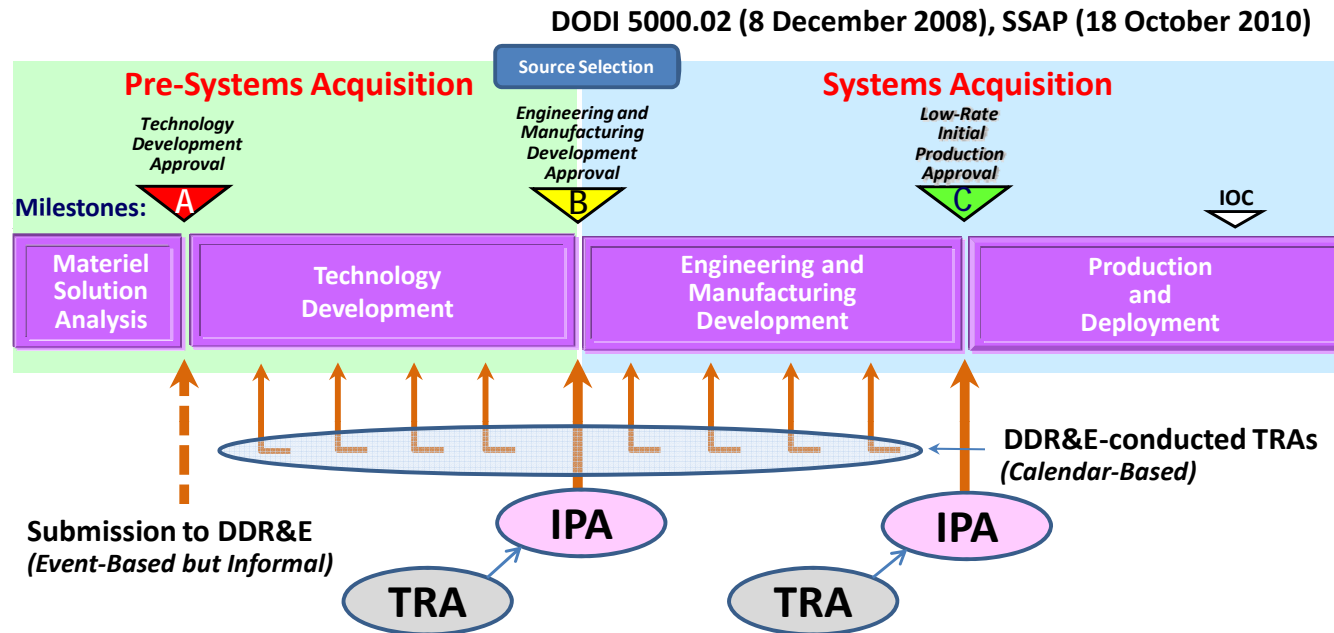 DODI 5000.02 (8 December 2008), SSAP (18 October 2010)
Source Selection
Pre-Systems Acquisition
Systems Acquisition
Technology
Development
Approval
Engineering and
Manufacturing
Development
Approval
Low-Rate
Initial
Production
Approval
Milestones:
A
B
C
IOC
Materiel
Solution
Analysis
Technology
Development
Engineering and
Manufacturing
Development
Production
and
Deployment
DDR&E-conducted TRAs
(Calendar-Based)
Submission to DDR&E
(Event-Based but Informal)
IPA
IPA
TRA
TRA